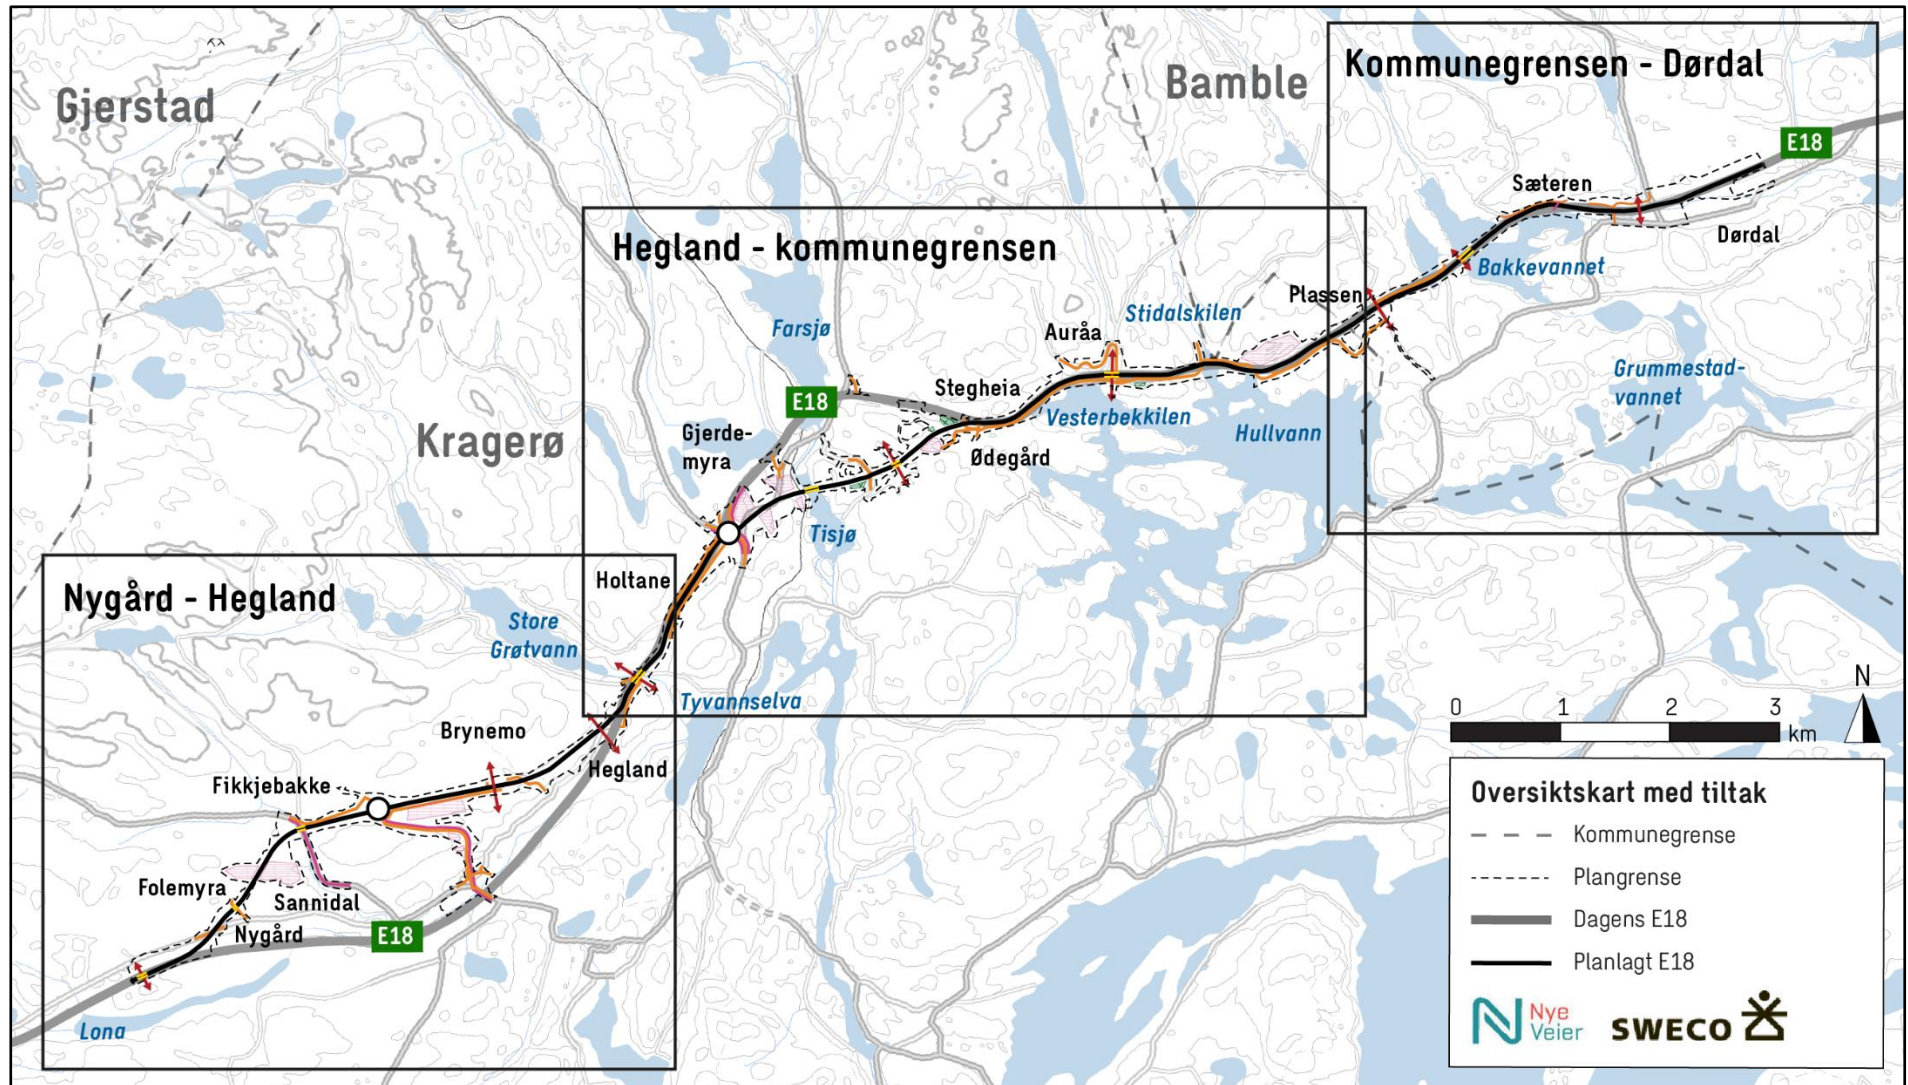 Gjerstad
Bamble
Kommunegrensen - Dørdal
E18
Sæteren
Dørdal
Bakkevannet
Hegland - kommunegrensen
Plassen
Stidalskilen
Farsjø
Auråa
Grummestad-
vannet
Stegheia
E18
Vesterbekkilen
Hullvann
Kragerø
Gjerde-
myra
Ødegård
Tisjø
Nygård - Hegland
Holtane
Store
Grøtvann
Tyvannselva
Brynemo
Hegland
Fikkjebakke
Folemyra
Sannidal
Nygård
E18
Lona
N
0 1 2 3
km
Oversiktskart med tiltak
Kommunegrense
Plangrense
Dagens E18
Planlagt E18
Nye
Veier
SWECO